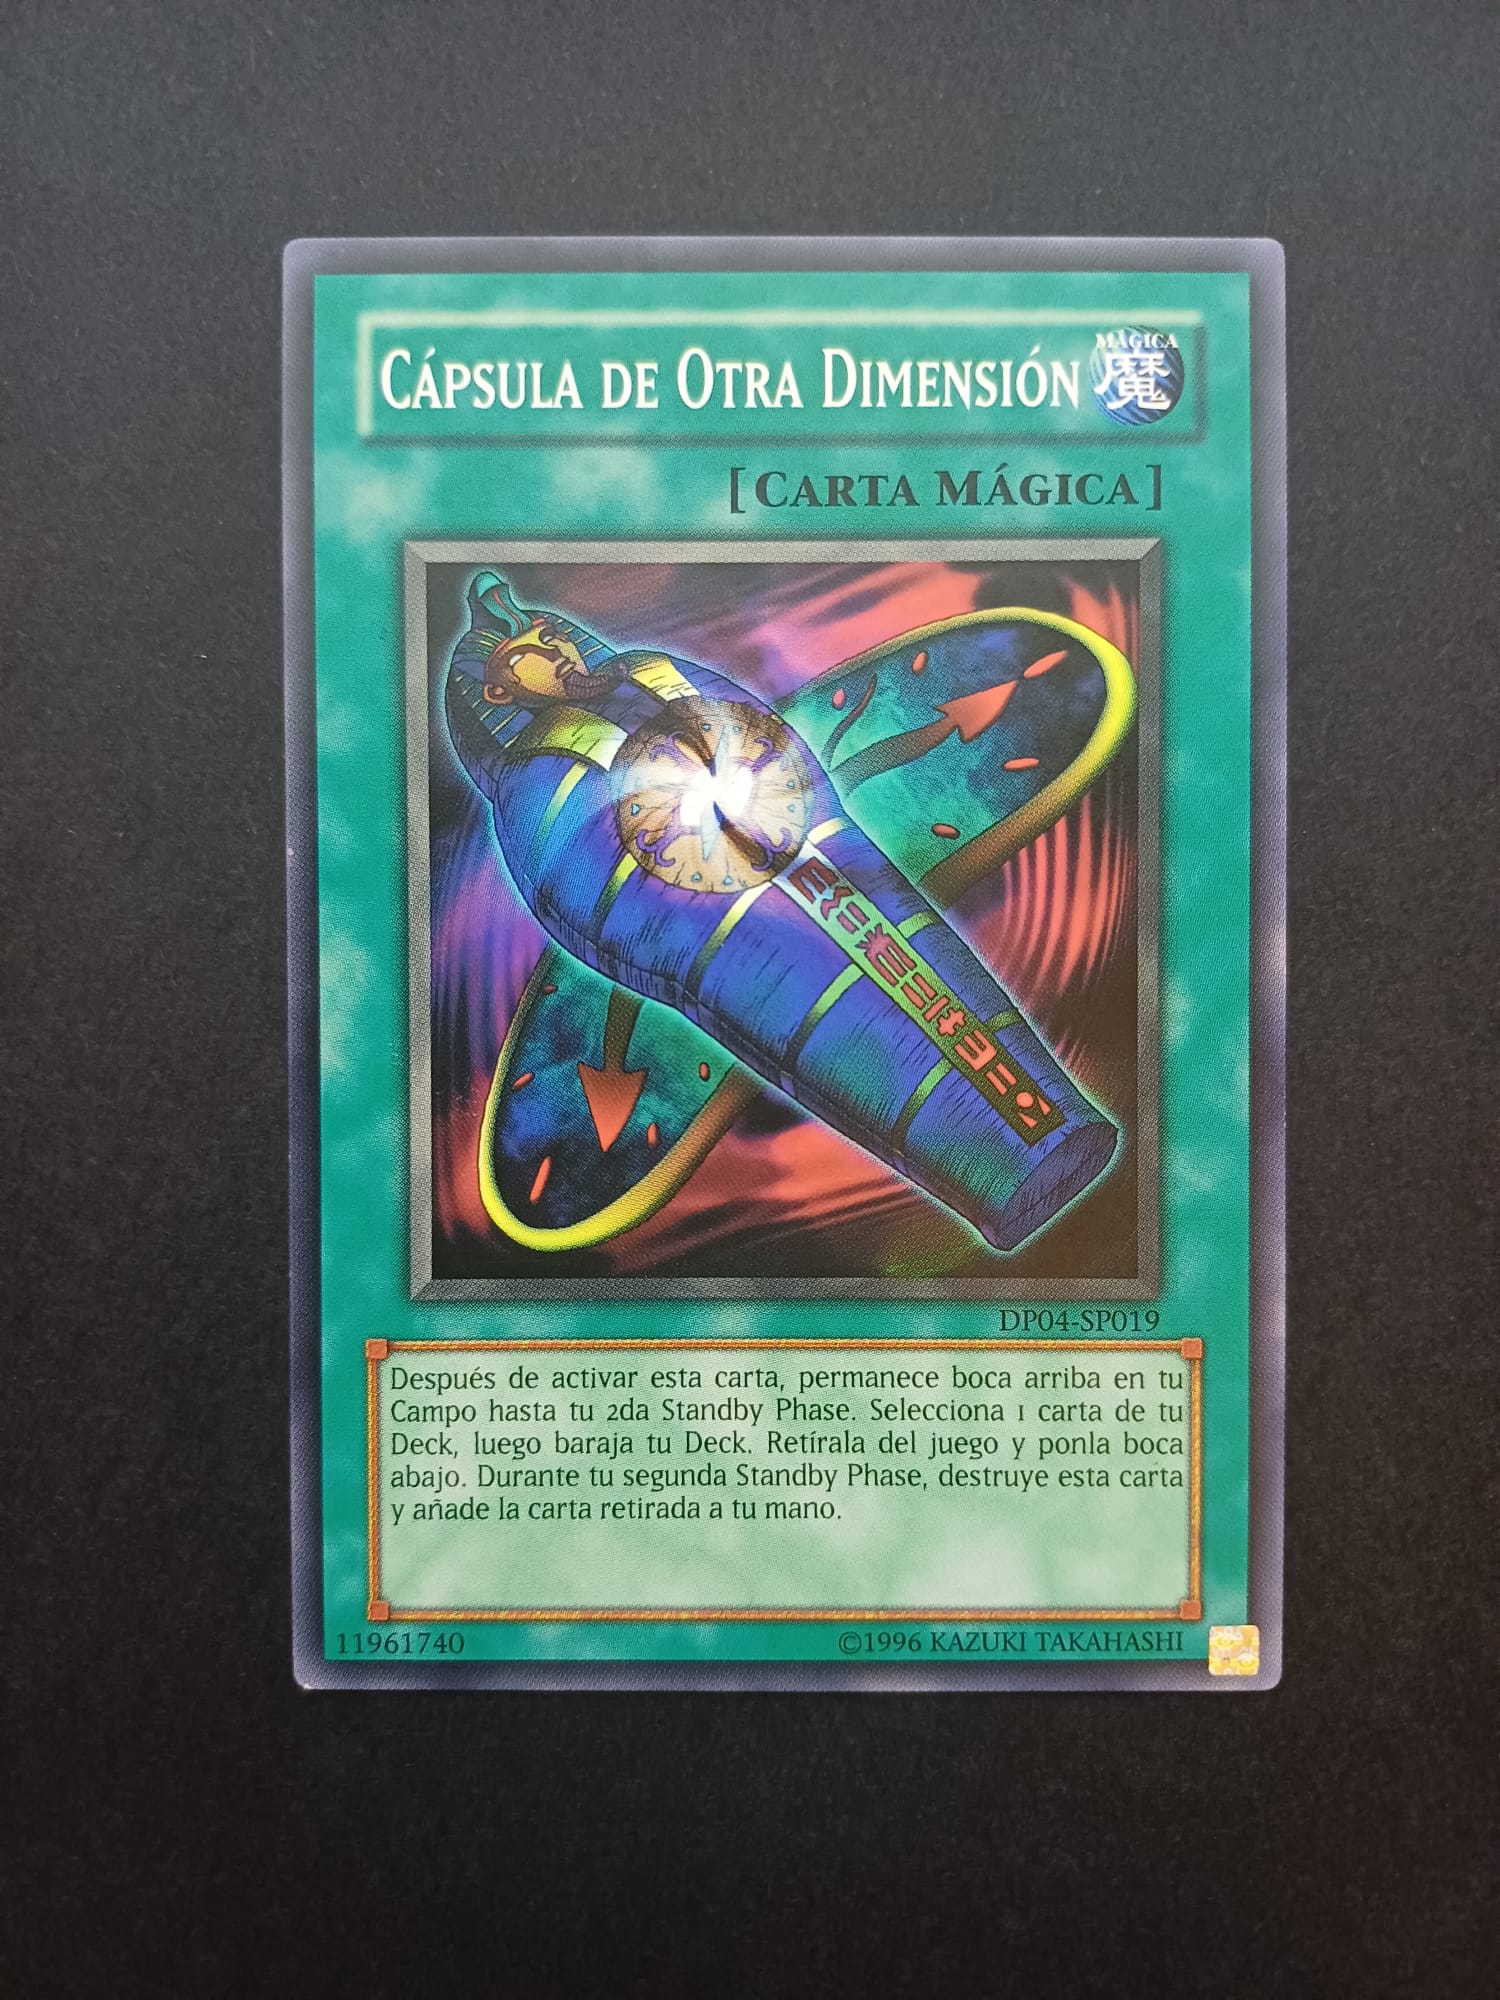 CÁPSULA DE OTRA DIMENSIÓN
MÁGICA
魔
[CARTA MÁGICA]
DP04-SP019
Después de activar esta carta, permanece boca arriba en tu
Campo hasta tu 2da Standby Phase. Selecciona 1 carta de tu
Deck, luego baraja tu Deck. Retírala del juego y ponla boca
abajo. Durante tu segunda Standby Phase, destruye esta carta
y añade la carta retirada a tu mano.
11961740
©1996 KAZUKI TAKAHASHI